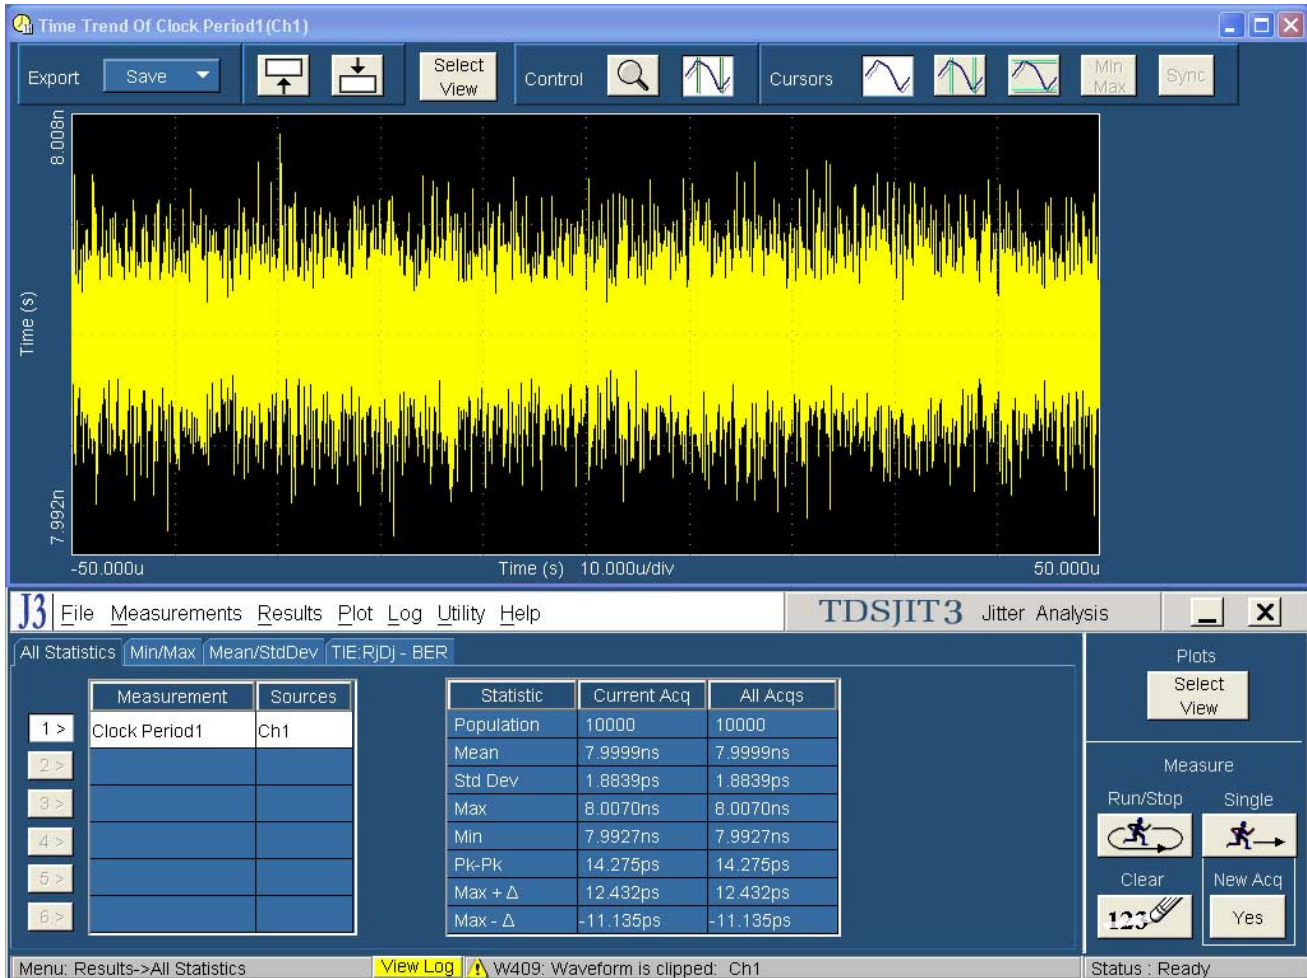 Time Trend Of Clock Period1(Ch1)
Export Save Select View Control Cursors Min Max Sync
8.008n
Time (s)
7.992n
-50.000u Time (s) 10.000u/div 50.000u
J3 File Measurements Results Plot Log Utility Help TDSJIT3 Jitter Analysis
All Statistics Min/Max Mean/StdDev TIE:RjDj - BER
Measurement Sources
1 > Clock Period1 Ch1
2 >
3 >
4 >
5 >
6 >
Statistic Current Acq All Acqs
Population 10000 10000
Mean 7.9999ns 7.9999ns
Std Dev 1.8839ps 1.8839ps
Max 8.0070ns 8.0070ns
Min 7.9927ns 7.9927ns
Pk-Pk 14.275ps 14.275ps
Max + Δ 12.432ps 12.432ps
Max - Δ -11.135ps -11.135ps
Plots
Select
View
Measure
Run/Stop Single
Clear New Acq
123 Yes
Menu: Results->All Statistics View Log W409: Waveform is clipped: Ch1 Status : Ready